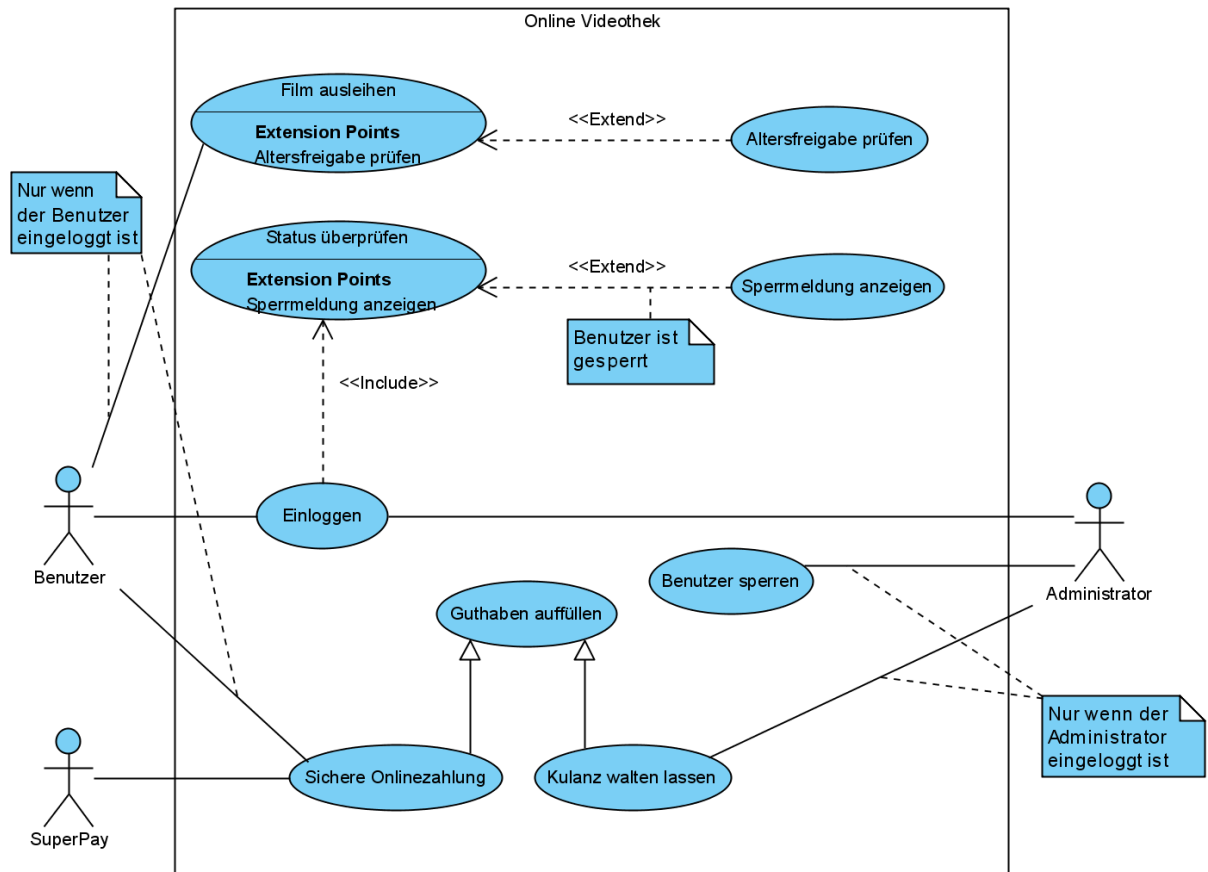 Online Videothek
Film ausleihen
Extension Points
Altersfreigabe prüfen
<<Extend>>
Altersfreigabe prüfen
Nur wenn
der Benutzer
eingeloggt ist
Status überprüfen
Extension Points
Sperrmeldung anzeigen
<<Extend>>
Sperrmeldung anzeigen
Benutzer ist
gesperrt
<<Include>>
Einloggen
Benutzer
Benutzer sperren
Administrator
Guthaben auffüllen
Nur wenn der
Administrator
eingeloggt ist
Sichere Onlinezahlung
Kulanz walten lassen
SuperPay